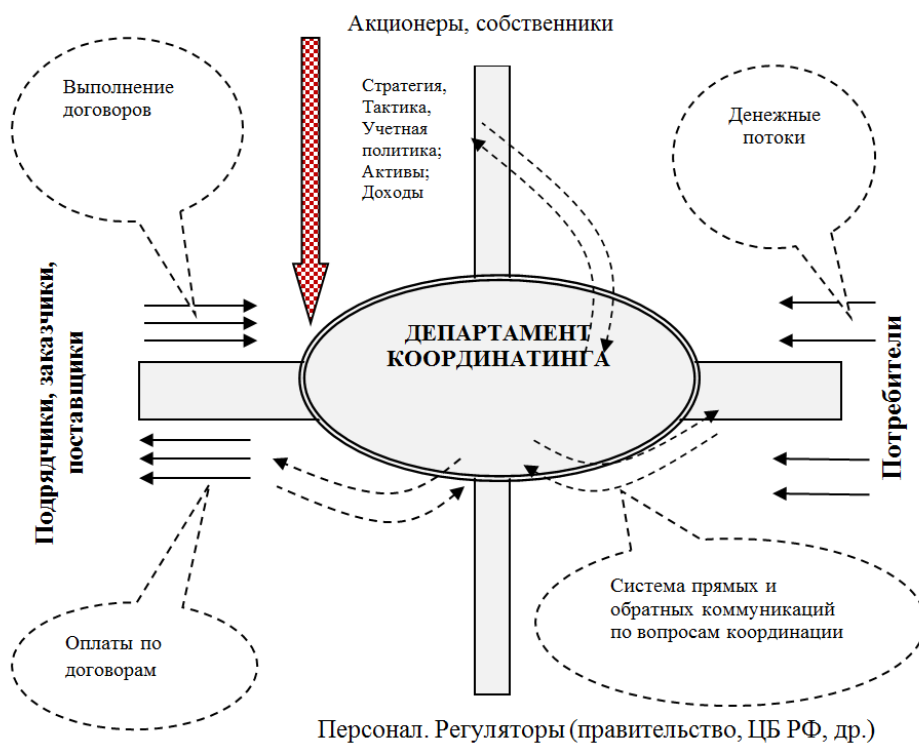 Акционеры, собственники
Выполнение
договоров
Стратегия,
Тактика,
Учетная
политика;
Активы;
Доходы
Денежные
потоки
ДЕПАРТАМЕНТ
КООРДИНАТИНГА
Подрядчики, заказчики,
поставщики
Потребители
Оплаты по
договорам
Система прямых и
обратных коммуникаций
по вопросам координации
Персонал. Регуляторы (правительство, ЦБ РФ, др.)